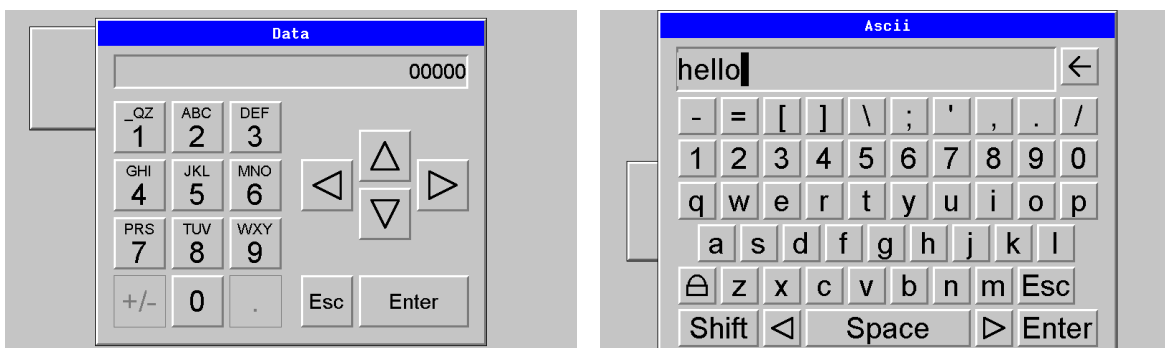 Data
00000
_QZ ABC DEF
1 2 3
GHI JKL MNO
4 5 6
PRS TUV WXY
7 8 9
+/- 0 . Esc Enter
Ascii
hello
- = [ ] \ ; ' , . /
1 2 3 4 5 6 7 8 9 0
q w e r t y u i o p
a s d f g h j k l
z x c v b n m Esc
Shift Space Enter